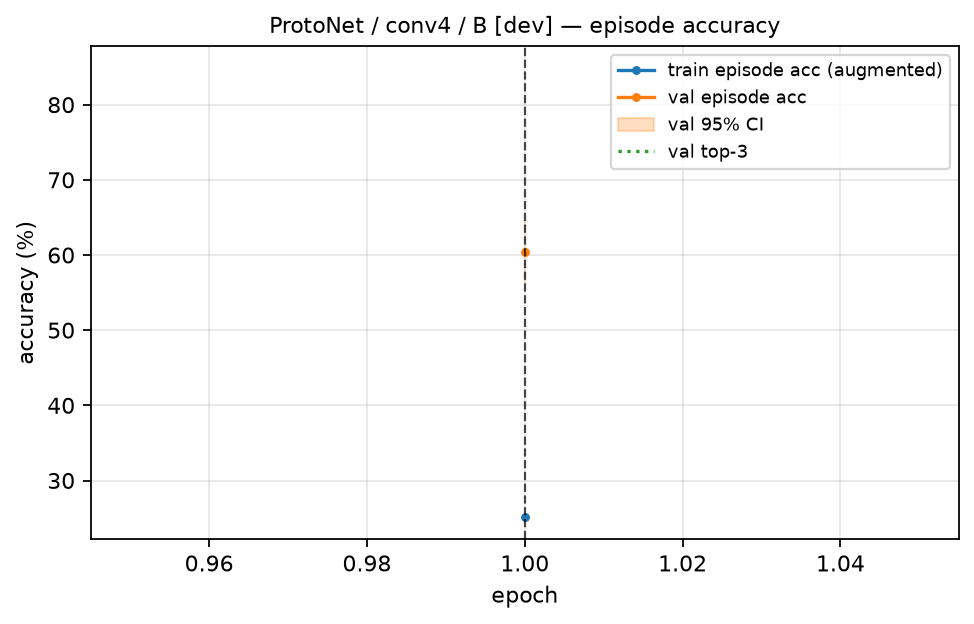 ProtoNet / conv4 / B [dev] — episode accuracy
train episode acc (augmented)
val episode acc
val 95% CI
val top-3
accuracy (%)
80
70
60
50
40
30
0.96 0.98 1.00 1.02 1.04
epoch